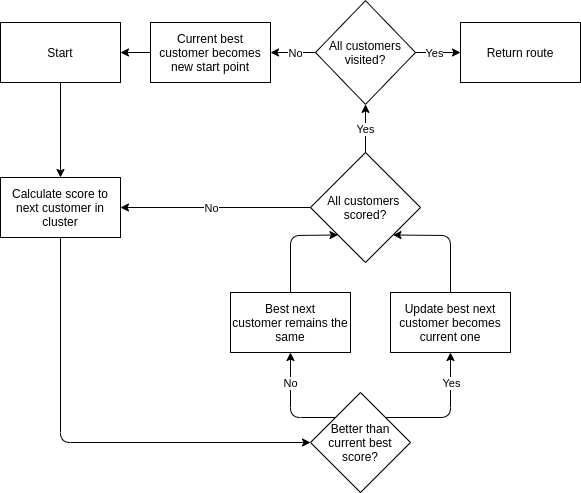 Start
Current best
customer becomes
new start point
No
All customers
visited?
Yes
Return route
Yes
Calculate score to
next customer in
cluster
No
All customers
scored?
Best next
customer remains the
same
Update best next
customer becomes
current one
No
Yes
Better than
current best
score?